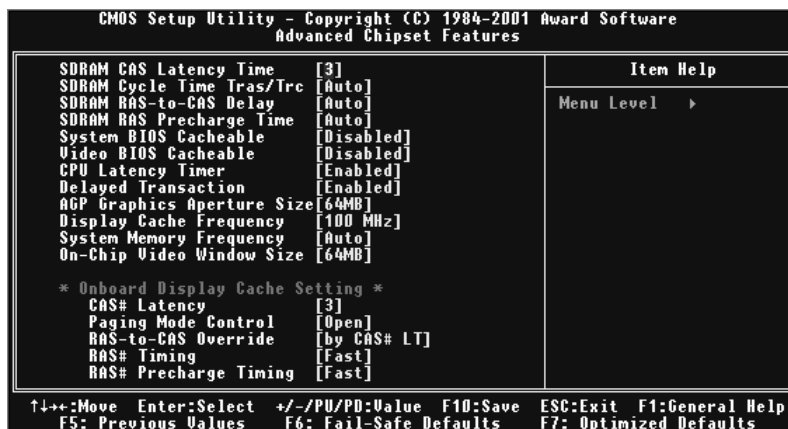 CMOS Setup Utility – Copyright (C) 1984-2001 Award Software
Advanced Chipset Features
SDRAM CAS Latency Time [3]
SDRAM Cycle Time Tras/Trc [Auto]
SDRAM RAS-to-CAS Delay [Auto]
SDRAM RAS Precharge Time [Auto]
System BIOS Cacheable [Disabled]
Video BIOS Cacheable [Disabled]
CPU Latency Timer [Enabled]
Delayed Transaction [Enabled]
AGP Graphics Aperture Size[64MB]
Display Cache Frequency [100 MHz]
System Memory Frequency [Auto]
On-Chip Video Window Size [64MB]
* Onboard Display Cache Setting *
CAS# Latency [3]
Paging Mode Control [Open]
RAS-to-CAS Override [by CAS# LT]
RAS# Timing [Fast]
RAS# Precharge Timing [Fast]
Item Help
Menu Level ▸
↑↓→←:Move Enter:Select +/-/PU/PD:Value F10:Save ESC:Exit F1:General Help
F5: Previous Values F6: Fail-Safe Defaults F7: Optimized Defaults